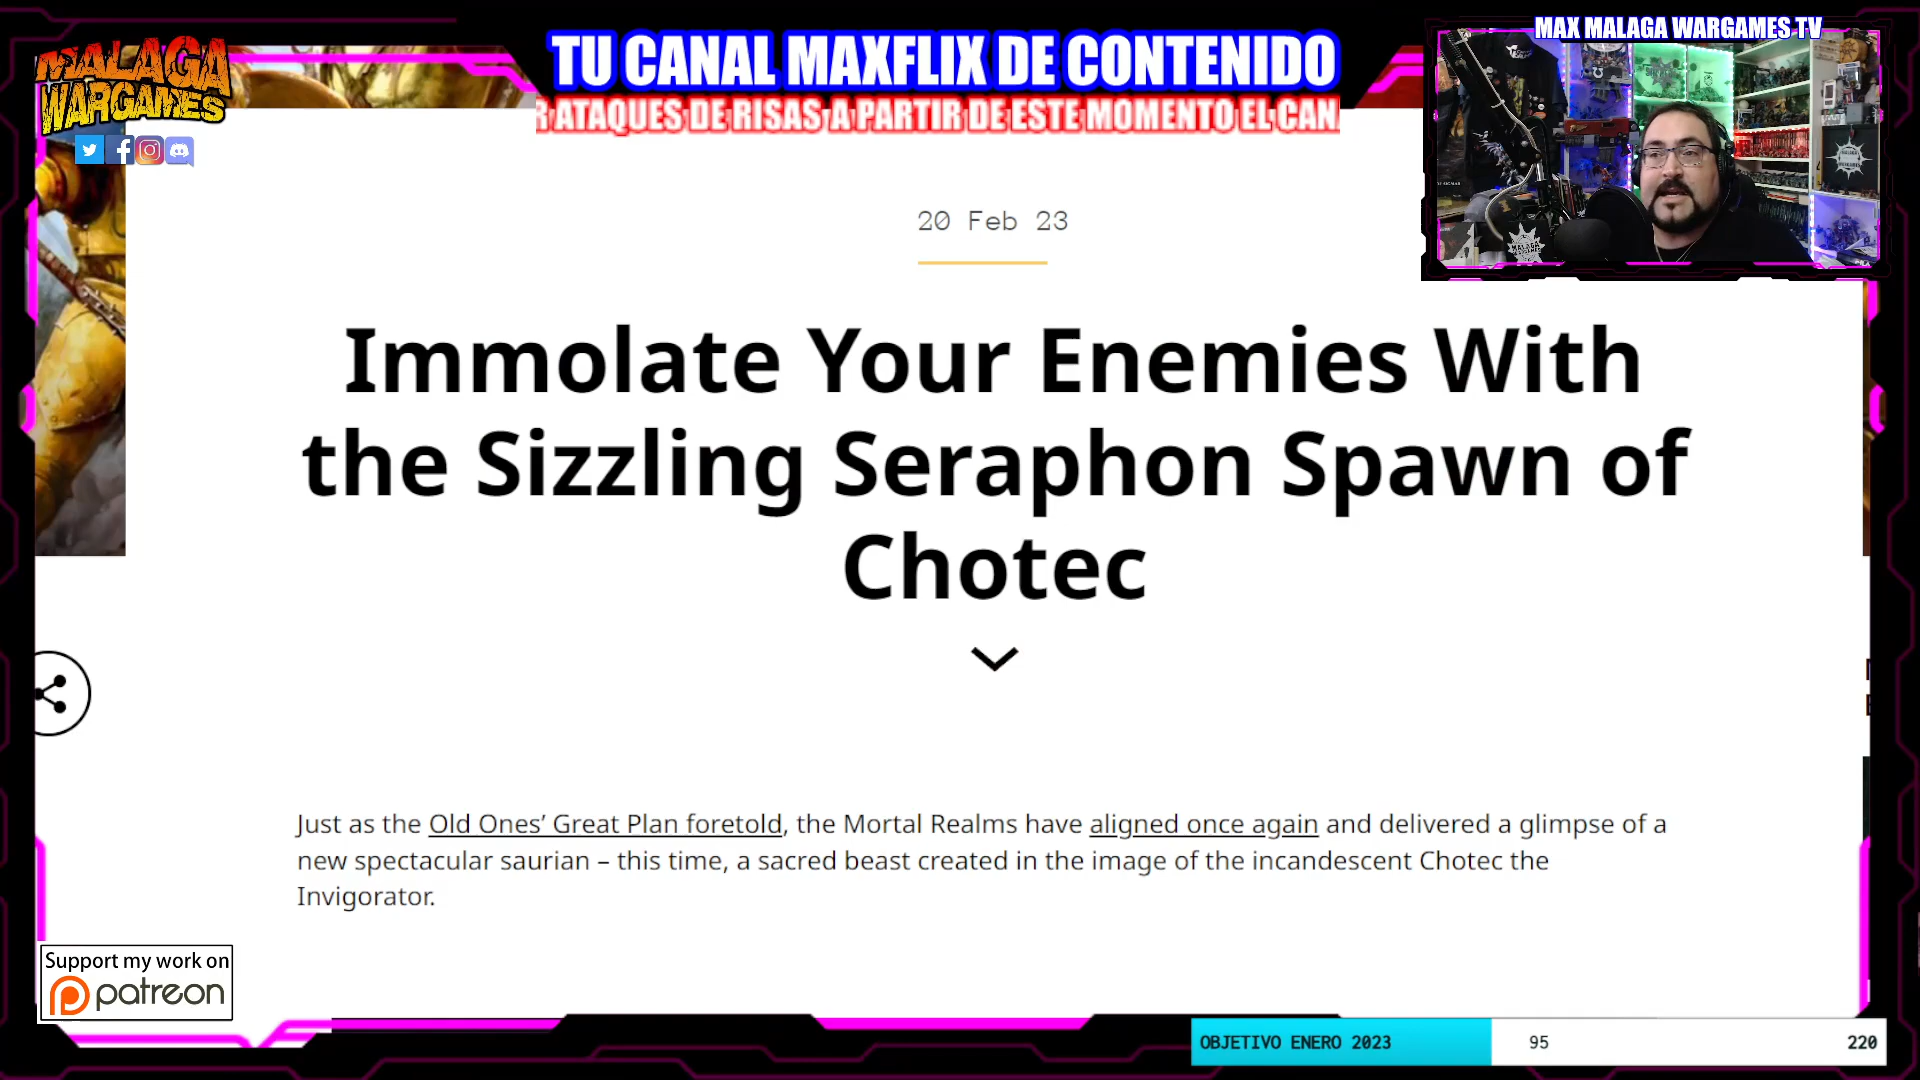 MALAGA
WARGAMES
TU CANAL MAXFLIX DE CONTENIDO
R ATAQUES DE RISAS A PARTIR DE ESTE MOMENTO EL CAN
MAX MALAGA WARGAMES TV
20 Feb 23
Immolate Your Enemies With
the Sizzling Seraphon Spawn of
Chotec
Just as the Old Ones’ Great Plan foretold, the Mortal Realms have aligned once again and delivered a glimpse of a
new spectacular saurian – this time, a sacred beast created in the image of the incandescent Chotec the
Invigorator.
Support my work on
patreon
OBJETIVO ENERO 2023 95 220